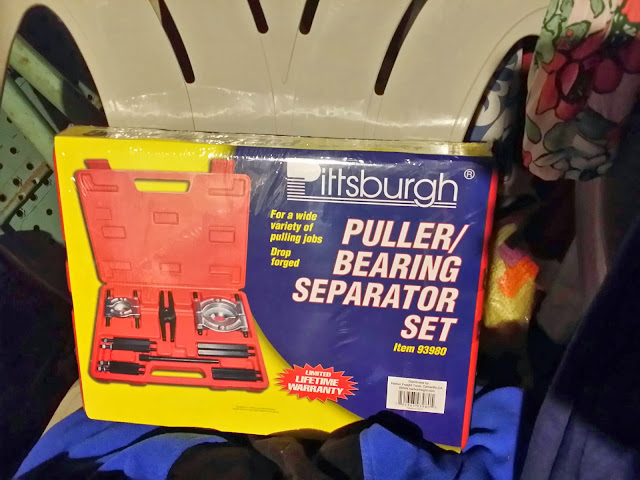 Pittsburgh®
For a wide
variety of
pulling jobs
Drop
forged
PULLER/
BEARING
SEPARATOR
SET
Item 93980
LIMITED
LIFETIME
WARRANTY